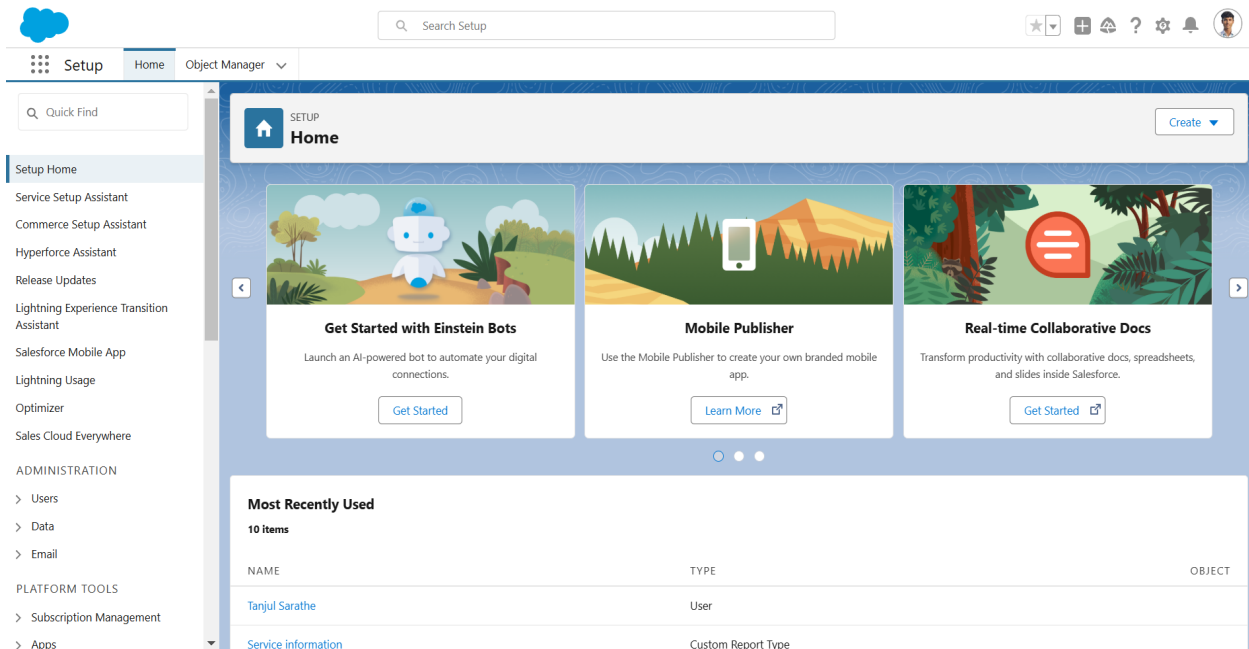 Search Setup
Setup
Home
Object Manager
Quick Find
Setup Home
Service Setup Assistant
Commerce Setup Assistant
Hyperforce Assistant
Release Updates
Lightning Experience Transition
Assistant
Salesforce Mobile App
Lightning Usage
Optimizer
Sales Cloud Everywhere
ADMINISTRATION
Users
Data
Email
PLATFORM TOOLS
Subscription Management
Apps
SETUP
Home
Create
Get Started with Einstein Bots
Launch an AI-powered bot to automate your digital
connections.
Get Started
Mobile Publisher
Use the Mobile Publisher to create your own branded mobile
app.
Learn More
Real-time Collaborative Docs
Transform productivity with collaborative docs, spreadsheets,
and slides inside Salesforce.
Get Started
Most Recently Used
10 items
NAME TYPE OBJECT
Tanjul Sarathe User
Service information Custom Report Type